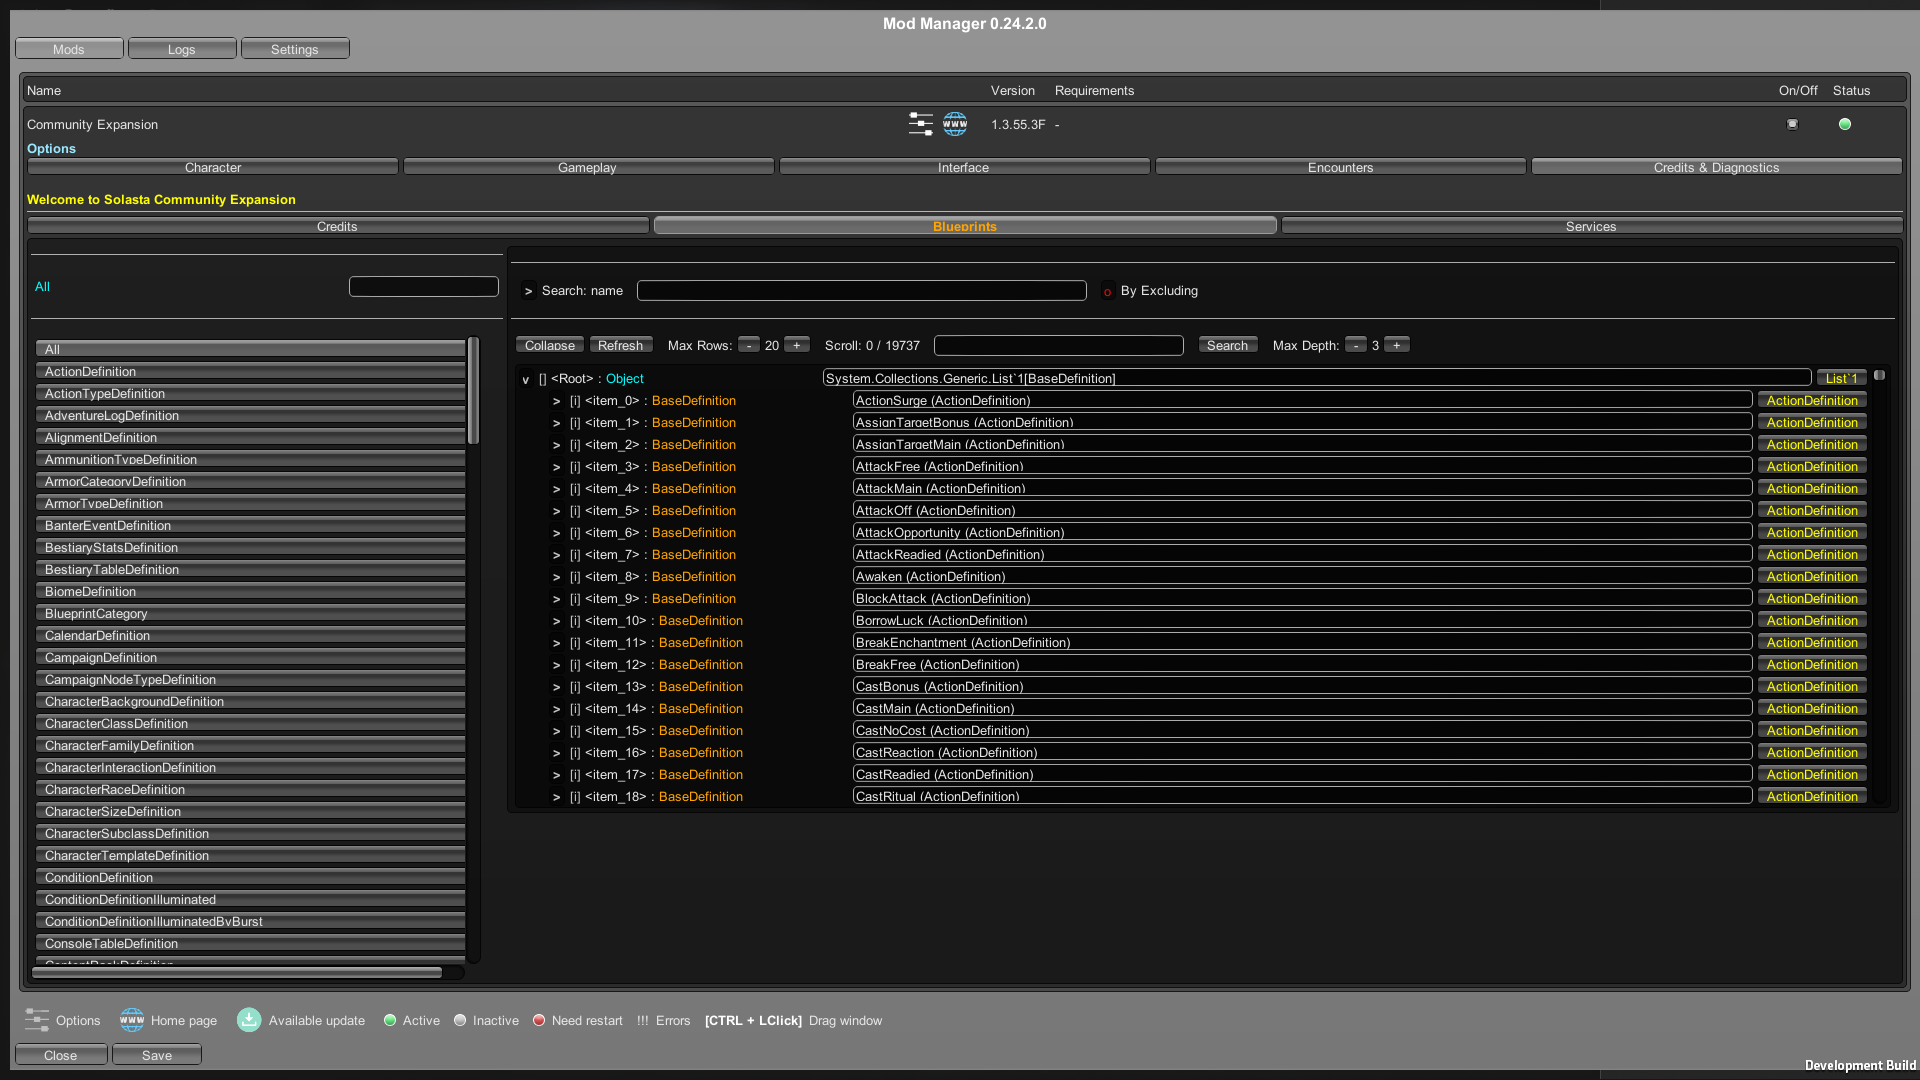 Mod Manager 0.24.2.0
Mods Logs Settings
Name Version Requirements On/Off Status
Community Expansion www 1.3.55.3F - 
Options
Character Gameplay Interface Encounters Credits & Diagnostics
Welcome to Solasta Community Expansion
Credits Blueprints Services
All
> Search: name o By Excluding
Collapse Refresh Max Rows: - 20 + Scroll: 0 / 19737 Search Max Depth: - 3 +
All
ActionDefinition
ActionTypeDefinition
AdventureLogDefinition
AlignmentDefinition
AmmunitionTypeDefinition
ArmorCategoryDefinition
ArmorTypeDefinition
BanterEventDefinition
BestiaryStatsDefinition
BestiaryTableDefinition
BiomeDefinition
BlueprintCategory
CalendarDefinition
CampaignDefinition
CampaignNodeTypeDefinition
CharacterBackgroundDefinition
CharacterClassDefinition
CharacterFamilyDefinition
CharacterInteractionDefinition
CharacterRaceDefinition
CharacterSizeDefinition
CharacterSubclassDefinition
CharacterTemplateDefinition
ConditionDefinition
ConditionDefinitionIlluminated
ConditionDefinitionIlluminatedByBurst
ConsoleTableDefinition
ContentPackDefinition
v [] <Root> : Object System.Collections.Generic.List`1[BaseDefinition] List`1
> [i] <item_0> : BaseDefinition ActionSurge (ActionDefinition) ActionDefinition
> [i] <item_1> : BaseDefinition AssignTargetBonus (ActionDefinition) ActionDefinition
> [i] <item_2> : BaseDefinition AssignTargetMain (ActionDefinition) ActionDefinition
> [i] <item_3> : BaseDefinition AttackFree (ActionDefinition) ActionDefinition
> [i] <item_4> : BaseDefinition AttackMain (ActionDefinition) ActionDefinition
> [i] <item_5> : BaseDefinition AttackOff (ActionDefinition) ActionDefinition
> [i] <item_6> : BaseDefinition AttackOpportunity (ActionDefinition) ActionDefinition
> [i] <item_7> : BaseDefinition AttackReadied (ActionDefinition) ActionDefinition
> [i] <item_8> : BaseDefinition Awaken (ActionDefinition) ActionDefinition
> [i] <item_9> : BaseDefinition BlockAttack (ActionDefinition) ActionDefinition
> [i] <item_10> : BaseDefinition BorrowLuck (ActionDefinition) ActionDefinition
> [i] <item_11> : BaseDefinition BreakEnchantment (ActionDefinition) ActionDefinition
> [i] <item_12> : BaseDefinition BreakFree (ActionDefinition) ActionDefinition
> [i] <item_13> : BaseDefinition CastBonus (ActionDefinition) ActionDefinition
> [i] <item_14> : BaseDefinition CastMain (ActionDefinition) ActionDefinition
> [i] <item_15> : BaseDefinition CastNoCost (ActionDefinition) ActionDefinition
> [i] <item_16> : BaseDefinition CastReaction (ActionDefinition) ActionDefinition
> [i] <item_17> : BaseDefinition CastReadied (ActionDefinition) ActionDefinition
> [i] <item_18> : BaseDefinition CastRitual (ActionDefinition) ActionDefinition
Options www Home page Available update Active Inactive Need restart !!! Errors [CTRL + LClick] Drag window
Close Save
Development Build